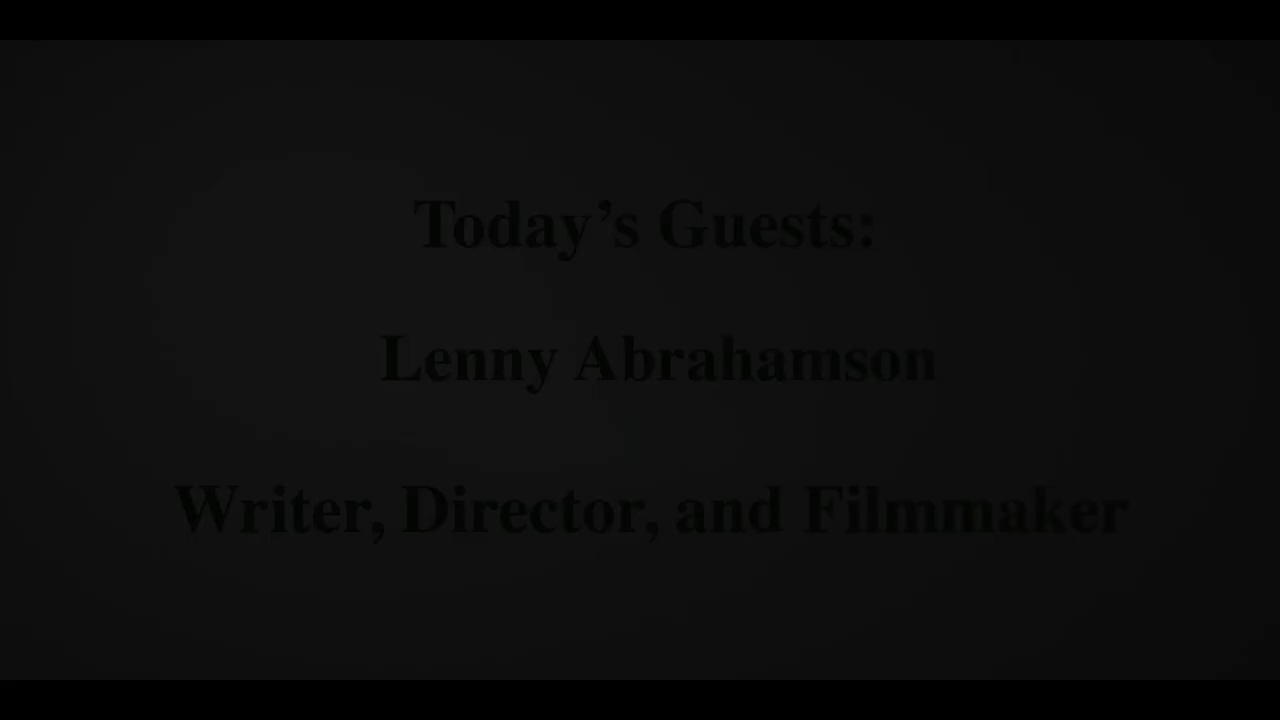 Today’s Guests:
Lenny Abrahamson
Writer, Director, and Filmmaker